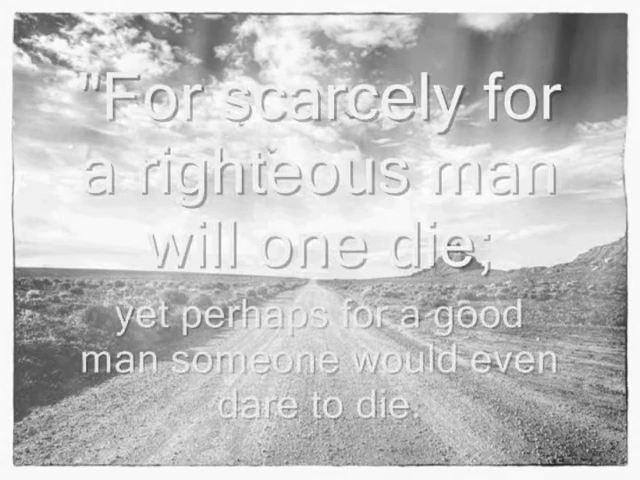 "For scarcely for
a righteous man
will one die;
yet perhaps for a good
man someone would even
dare to die.